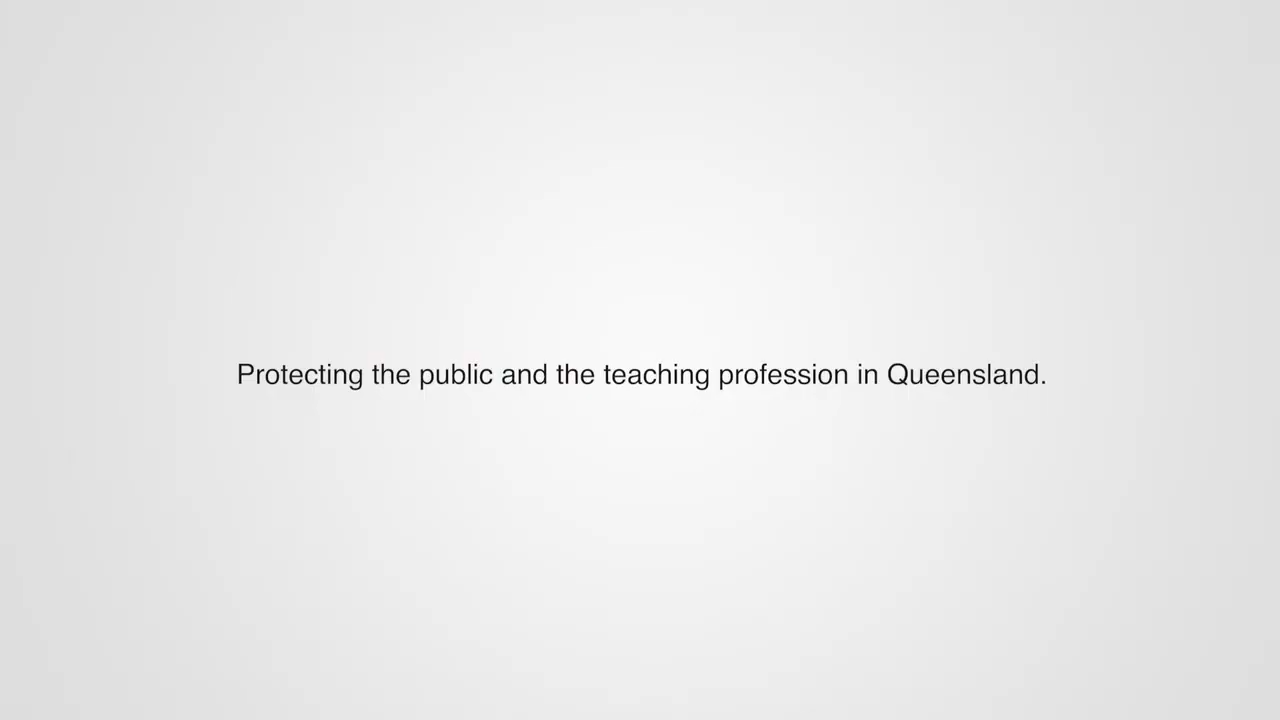 Protecting the public and the teaching profession in Queensland.